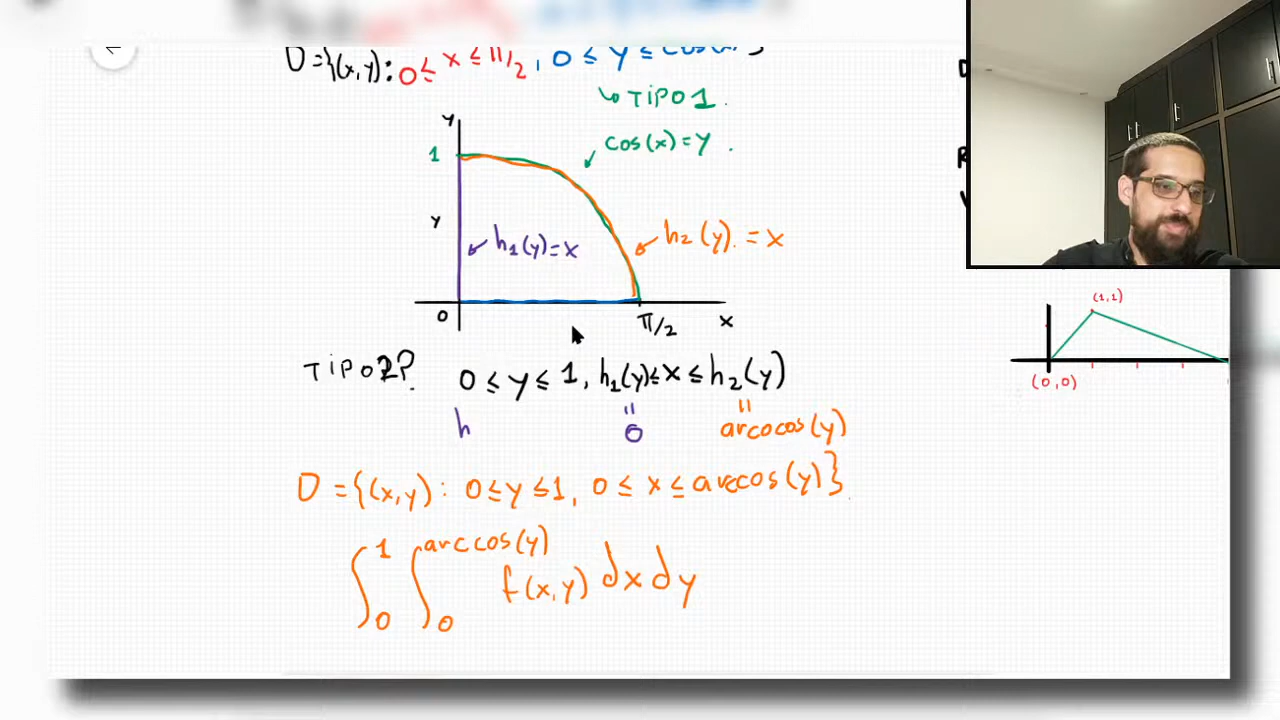 D={(x,y): 0≤ x ≤ π/2, 0 ≤ y ≤ cos(x)}
↳ TIPO 1.
y
cos(x)=y.
1
y
h₁(y)=x
h₂(y).=x
0
π/2
x
TIPO 2?
0 ≤ y ≤ 1, h₁(y)≤x ≤ h₂(y)
h
"
0
"
arcocos(y)
D={(x,y): 0≤y≤1, 0 ≤ x ≤ arccos(y)}.
∫₀¹ ∫₀^arccos(y) f(x,y) dx dy
(1,1)
(0,0)